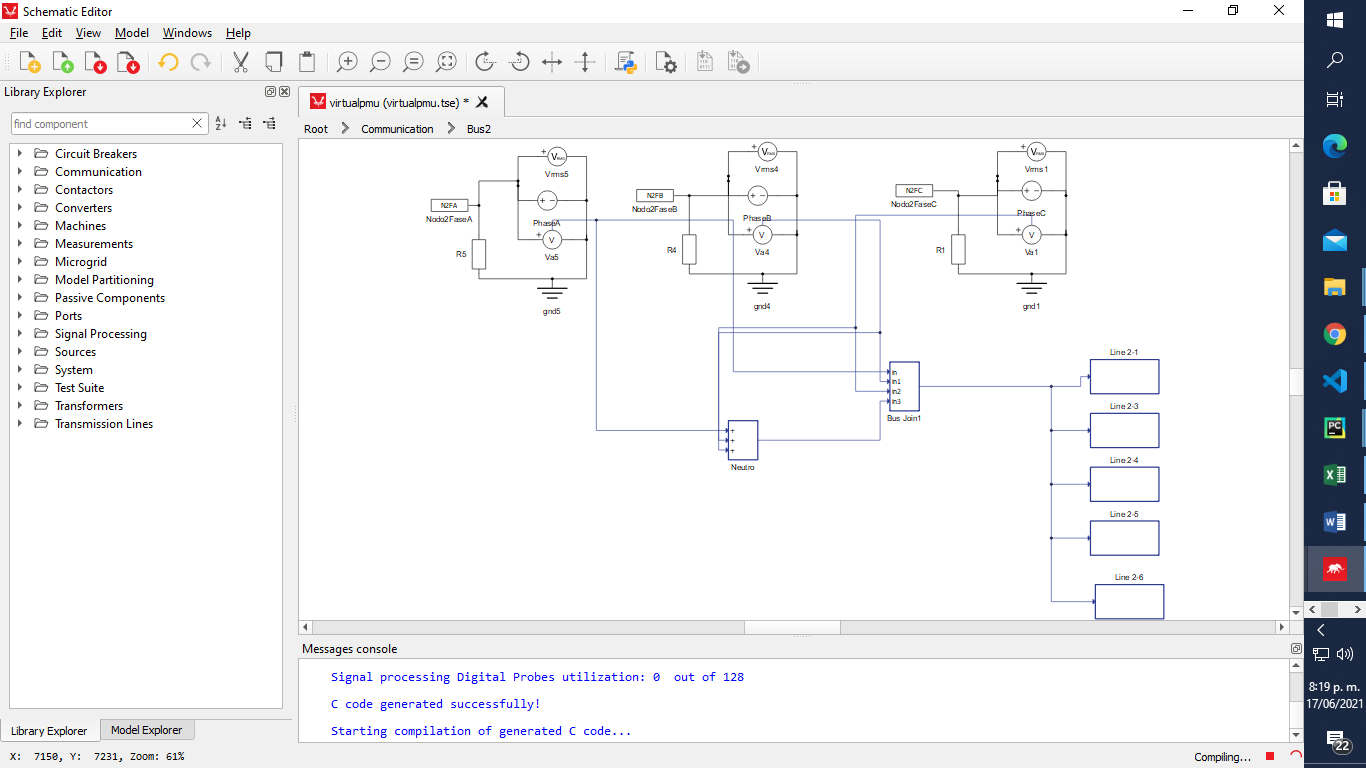 Schematic Editor
File Edit View Model Windows Help
Library Explorer
find component
Circuit Breakers
Communication
Contactors
Converters
Machines
Measurements
Microgrid
Model Partitioning
Passive Components
Ports
Signal Processing
Sources
System
Test Suite
Transformers
Transmission Lines
Library Explorer
Model Explorer
virtualpmu (virtualpmu.tse) *
Root Communication Bus2
Vrms5
N2FA
Nodo2FaseA
PhaseA
R5
V
Va5
gnd5
Vrms4
N2FB
Nodo2FaseB
PhaseB
R4
V
Va4
gnd4
Vrms1
N2FC
Nodo2FaseC
PhaseC
R1
V
Va1
gnd1
in
in1
in2
in3
Bus Join1
+
+
+
Neutro
Line 2-1
Line 2-3
Line 2-4
Line 2-5
Line 2-6
Messages console
Signal processing Digital Probes utilization: 0 out of 128
C code generated successfully!
Starting compilation of generated C code...
X: 7150, Y: 7231, Zoom: 61%
Compiling...
8:19 p. m.
17/06/2021
22